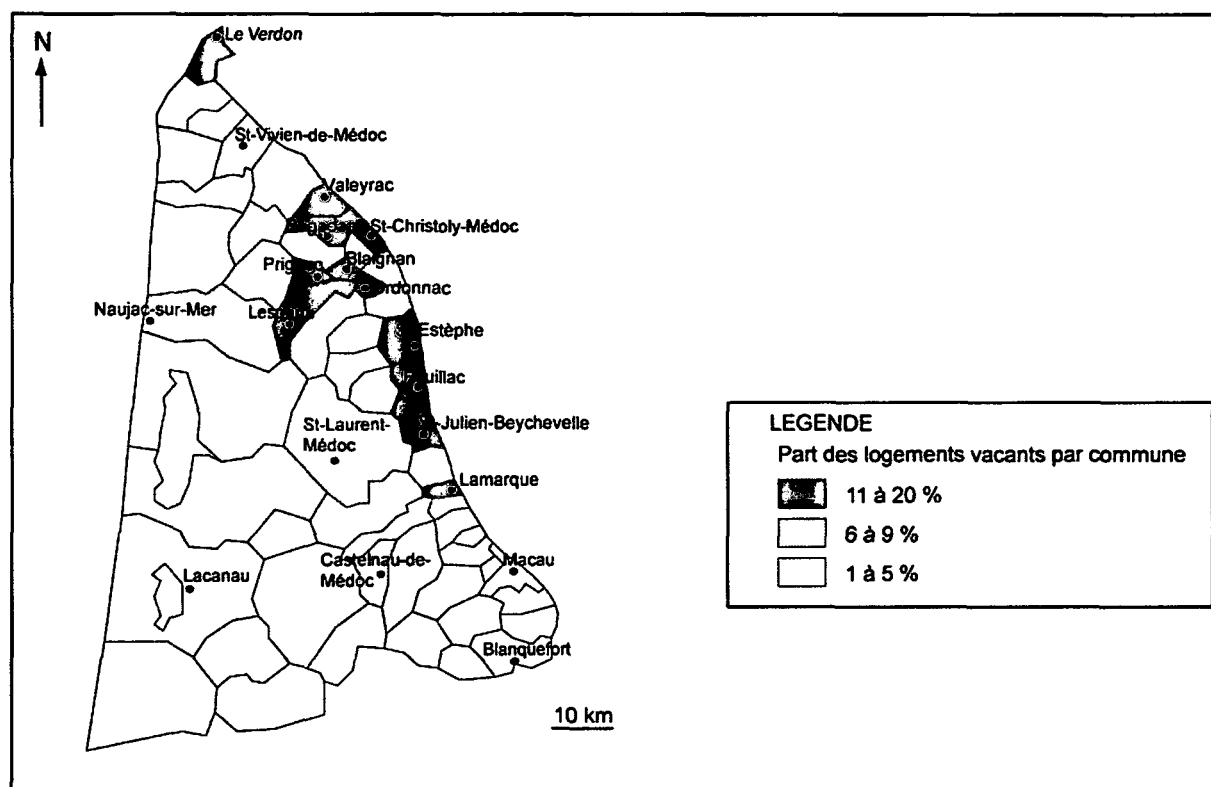 N
Le Verdon
St-Vivien-de-Médoc
Valeyrac
St-Christoly-Médoc
Blaignan
Naujac-sur-Mer
Estèphe
St-Laurent-
Médoc
-Julien-Beychevelle
Lamarque
Castelnau-de-
Médoc
Macau
Lacanau
Blanquefort
10 km
LEGENDE
Part des logements vacants par commune
11 à 20 %
6 à 9 %
1 à 5 %